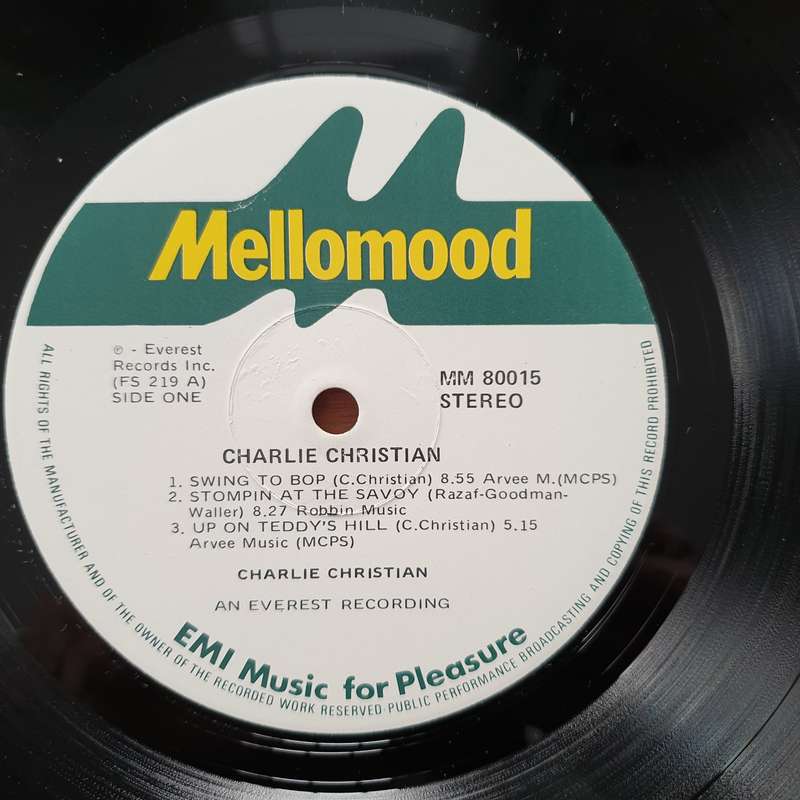 Mellomood
℗ - Everest
Records Inc.
(FS 219 A)
SIDE ONE
MM 80015
STEREO
CHARLIE CHRISTIAN
1. SWING TO BOP (C.Christian) 8.55 Arvee M.(MCPS)
2. STOMPIN AT THE SAVOY (Razaf-Goodman-
Waller) 8.27 Robbin Music
3. UP ON TEDDY'S HILL (C.Christian) 5.15
Arvee Music (MCPS)
CHARLIE CHRISTIAN
AN EVEREST RECORDING
EMI Music for Pleasure
ALL RIGHTS OF THE MANUFACTURER AND OF THE OWNER OF THE RECORDED WORK RESERVED·PUBLIC PERFORMANCE BROADCASTING AND COPYING OF THIS RECORD PROHIBITED